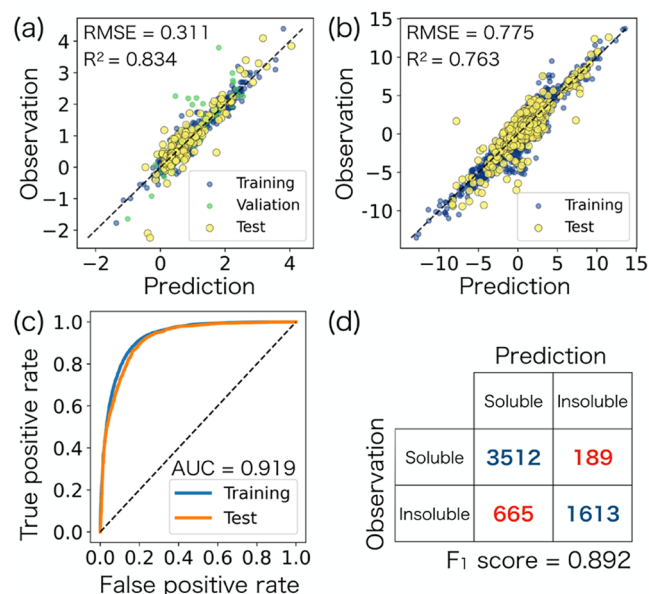 (a)
RMSE = 0.311
R² = 0.834
Observation
4
3
2
1
0
−1
−2
Training
Valiation
Test
−2
0
2
4
Prediction
(b)
RMSE = 0.775
R² = 0.763
Observation
10
5
0
-5
-10
Training
Test
−10
−5
0
5
10
15
Prediction
(c)
True positive rate
1.0
0.8
0.6
0.4
0.2
0.0
AUC = 0.919
Training
Test
0.0
0.2
0.4
0.6
0.8
1.0
False positive rate
(d)
Prediction
Soluble Insoluble
Observation
Soluble 3512 189
Insoluble 665 1613
F₁ score = 0.892